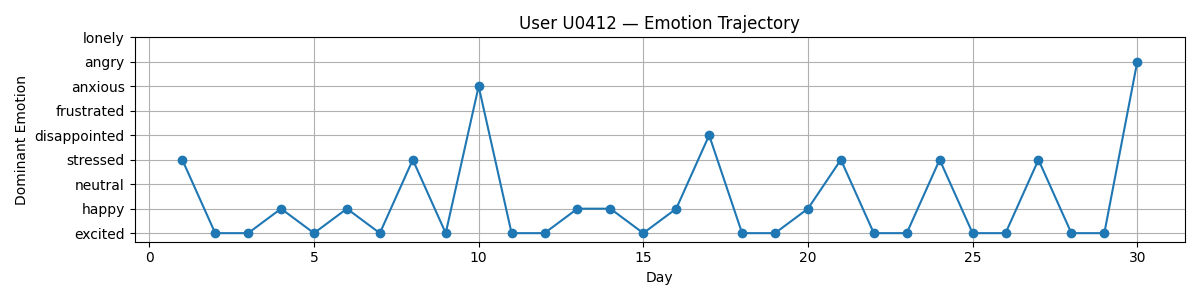 User U0412 — Emotion Trajectory
Dominant Emotion
lonely
angry
anxious
frustrated
disappointed
stressed
neutral
happy
excited
0 5 10 15 20 25 30
Day